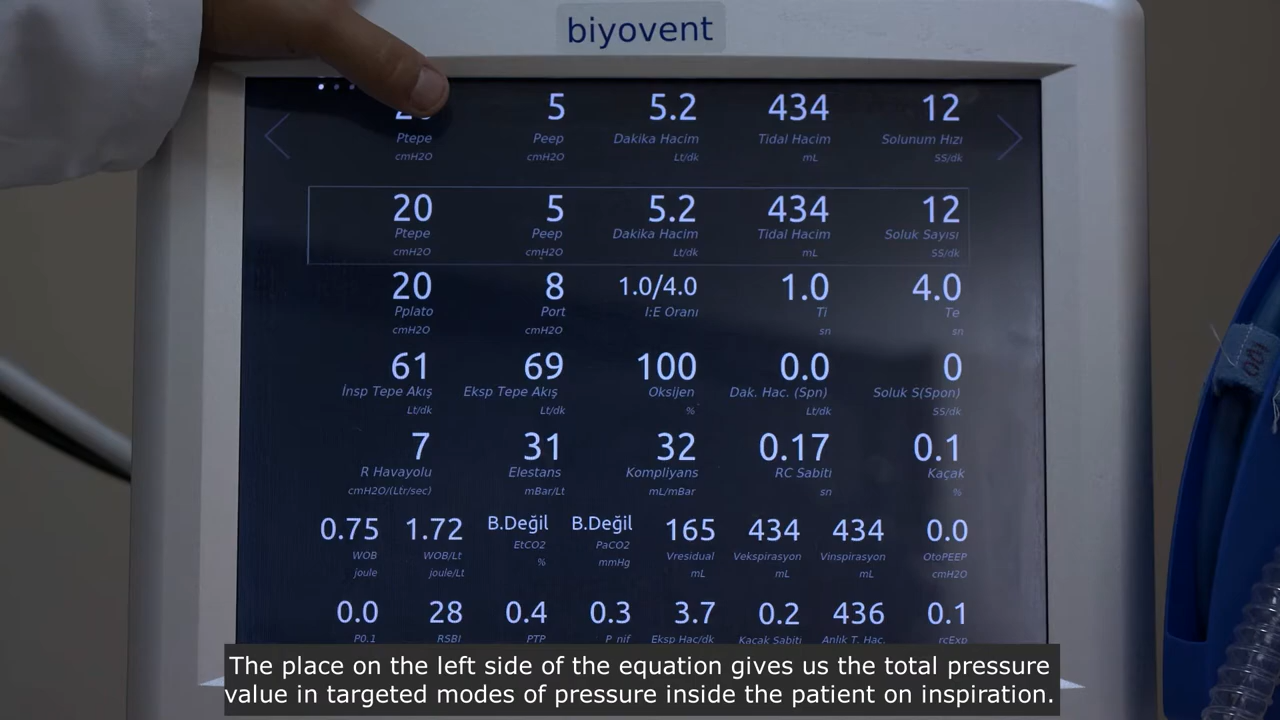 biyovent
5 5.2 434 12
Ptepe Peep Dakika Hacim Tidal Hacim Solunum Hızı
cmH2O cmH2O Lt/dk mL SS/dk
20 5 5.2 434 12
Ptepe Peep Dakika Hacim Tidal Hacim Soluk Sayısı
cmH2O cmH2O Lt/dk mL SS/dk
20 8 1.0/4.0 1.0 4.0
Pplato Port I:E Oranı Ti Te
cmH2O cmH2O sn sn
61 69 100 0.0 0
İnsp Tepe Akış Eksp Tepe Akış Oksijen Dak. Hac. (Spn) Soluk S(Spon)
Lt/dk Lt/dk % Lt/dk SS/dk
7 31 32 0.17 0.1
R Havayolu Elestans Kompliyans RC Sabiti Kaçak
cmH2O/(Ltr/sec) mBar/Lt mL/mBar sn %
0.75 1.72 B.Değil B.Değil 165 434 434 0.0
WOB WOB/Lt EtCO2 PaCO2 Vresidual Vekspirasyon Vinspirasyon OtoPEEP
joule joule/Lt % mmHg mL mL mL cmH2O
0.0 28 0.4 0.3 3.7 0.2 436 0.1
P0.1 RSBI PTP P_nif Eksp Hac/dk Kaçak Sabiti Anlık T. Hac. rcExp
The place on the left side of the equation gives us the total pressure
value in targeted modes of pressure inside the patient on inspiration.